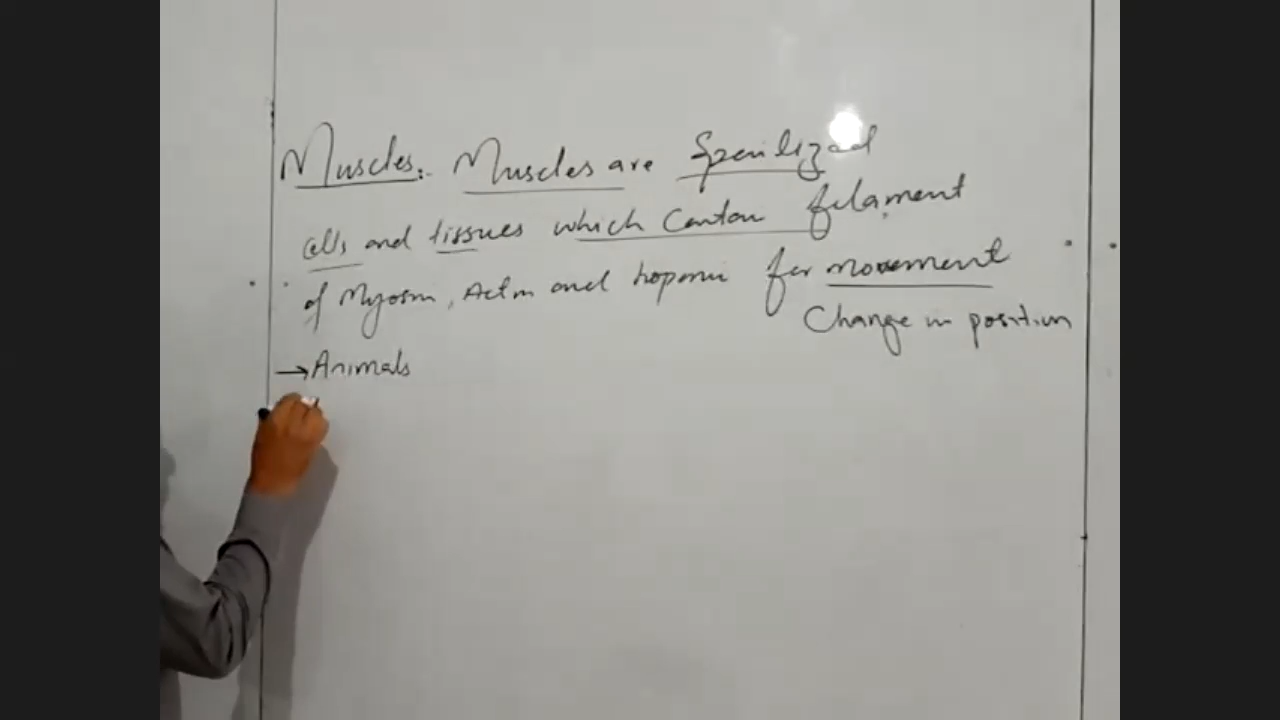 Muscles:- Muscles are Specilized
Cells and tissues which Contain filament
of Myosin, Actin and troponin for movement
Change in position
→Animals